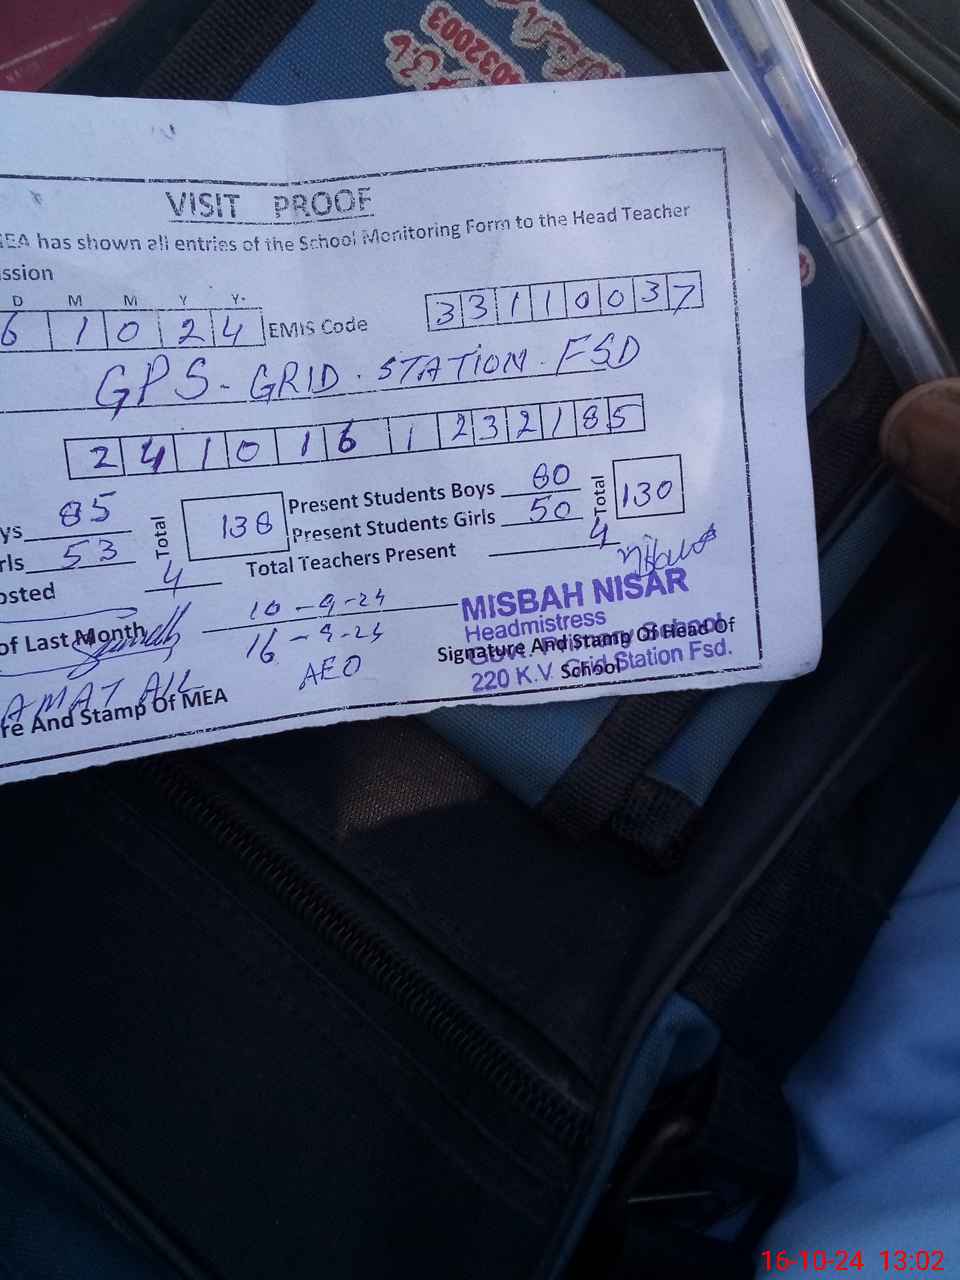 0032003
VISIT PROOF
MEA has shown all entries of the School Monitoring Form to the Head Teacher
ssion
D M M Y Y
6 1 0 2 4 EMIS Code 3 3 1 1 0 0 3 7
GPS - GRID . STATION . FSD
2 4 1 0 1 6 1 2 3 2 1 8 5
ys 85 Total 138 Present Students Boys 80 Total 130
rls 53 Present Students Girls 50
osted 4 Total Teachers Present 4
of Last Month 10-9-24
16-9-24
AEO
MISBAH NISAR
Headmistress
Govt. Primary School
220 K.V. Grid Station Fsd.
Signature And Stamp Of Head Of
School
re And Stamp Of MEA
16-10-24 13:02